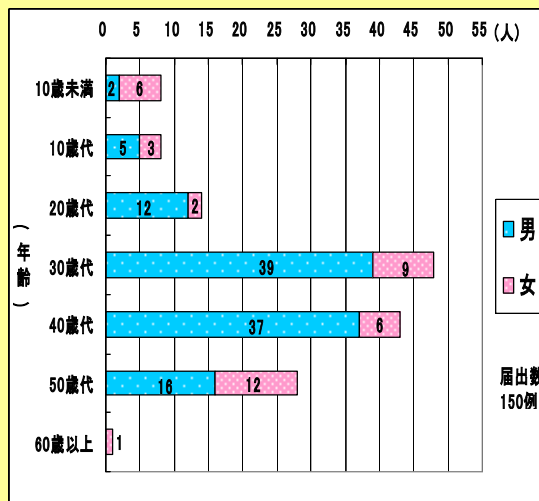 0 5 10 15 20 25 30 35 40 45 50 55 (人)
10歳未満 2 6
10歳代 5 3
20歳代 12 2
30歳代 39 9
40歳代 37 6
50歳代 16 12
60歳以上 1
(年齢)
男
女
届出数
150例